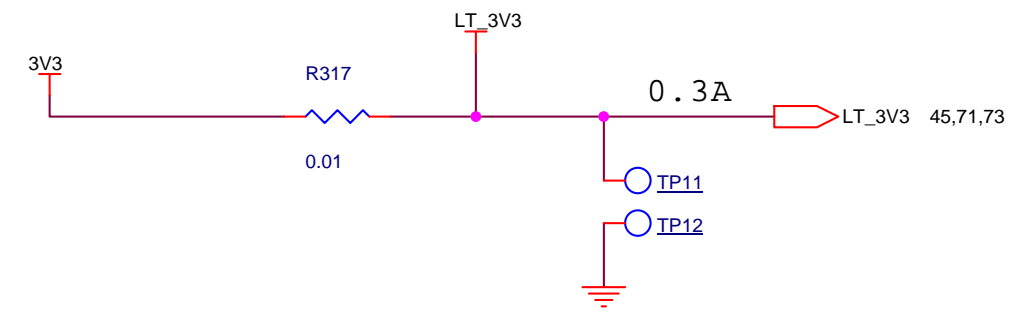 LT_3V3
3V3
R317
0.3A
LT_3V3 45,71,73
0.01
TP11
TP12